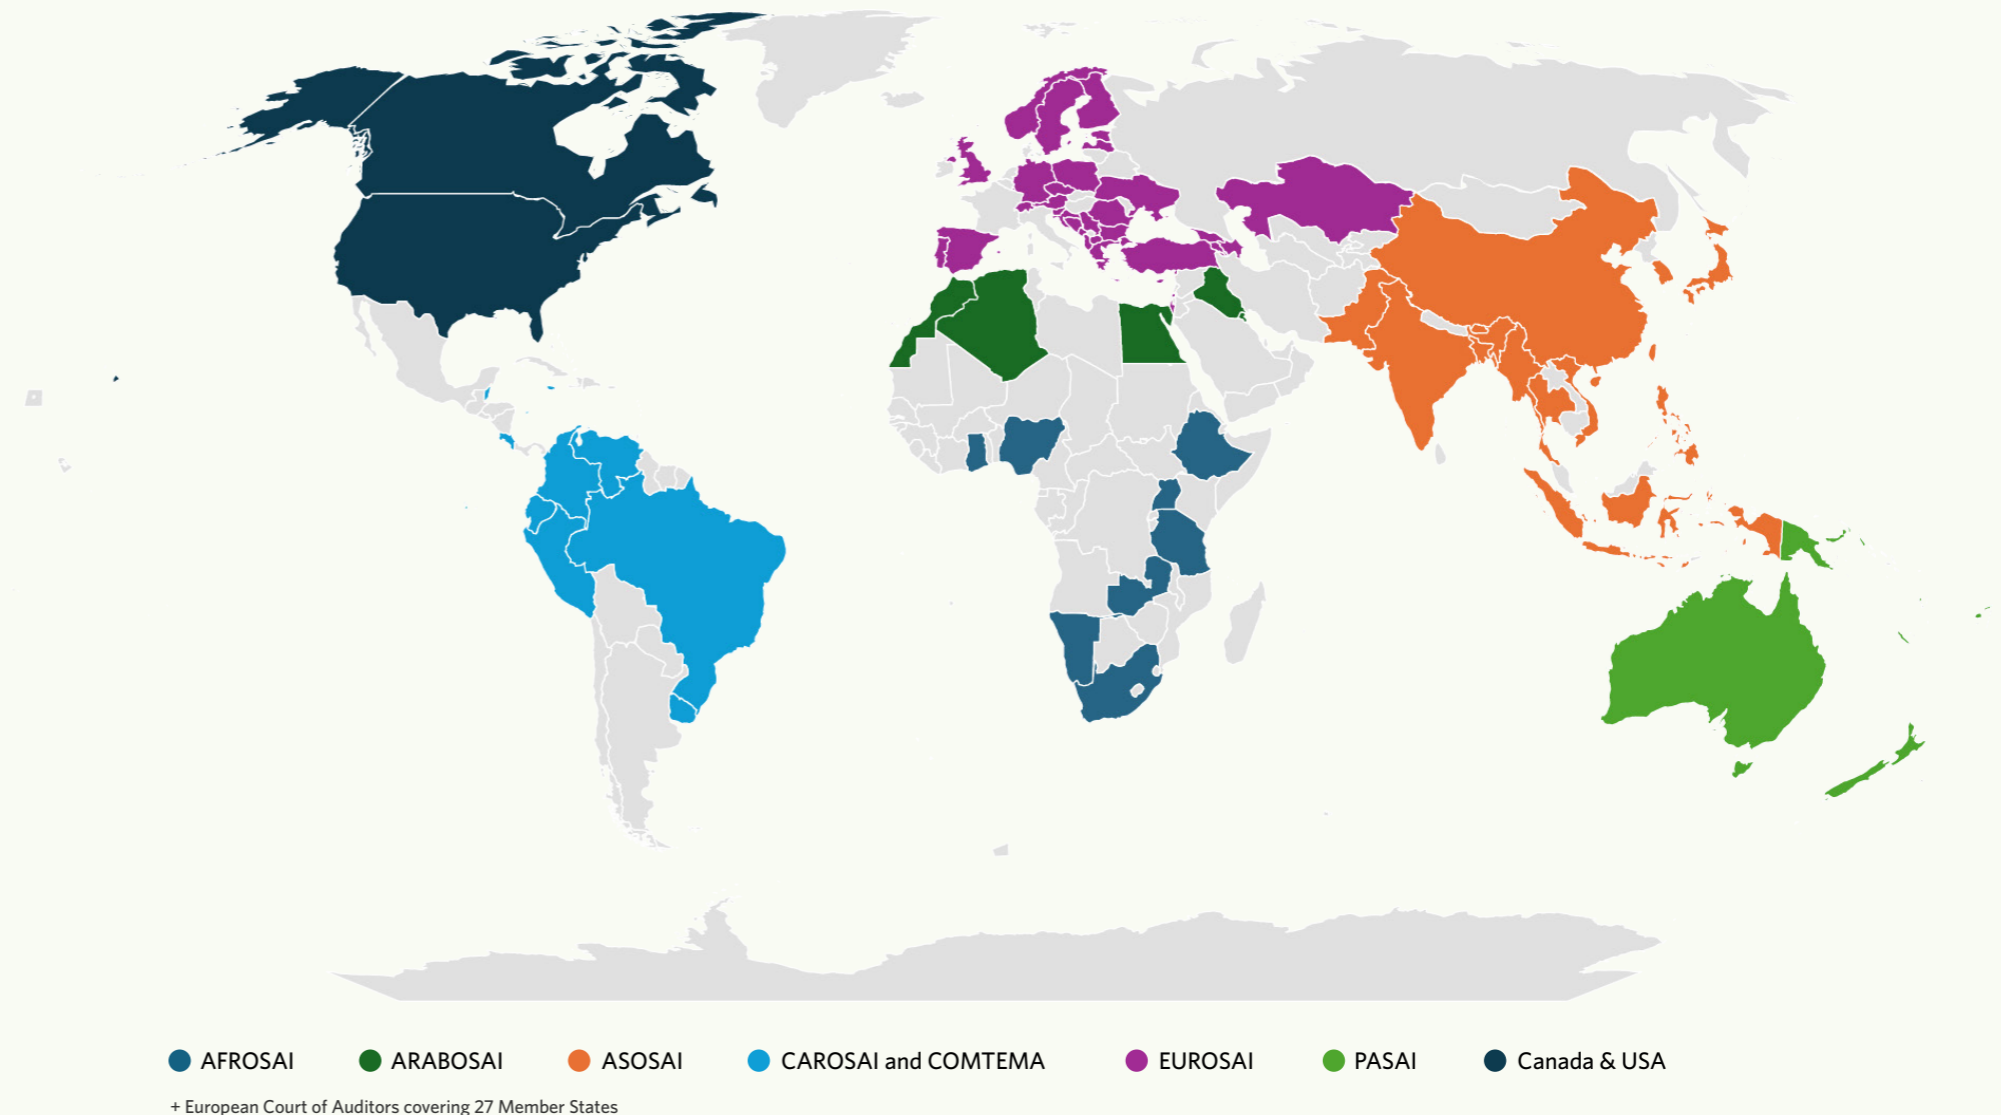 AFROSAI
ARABOSAI
ASOSAI
CAROSAI and COMTEMA
EUROSAI
PASAI
Canada & USA
+ European Court of Auditors covering 27 Member States